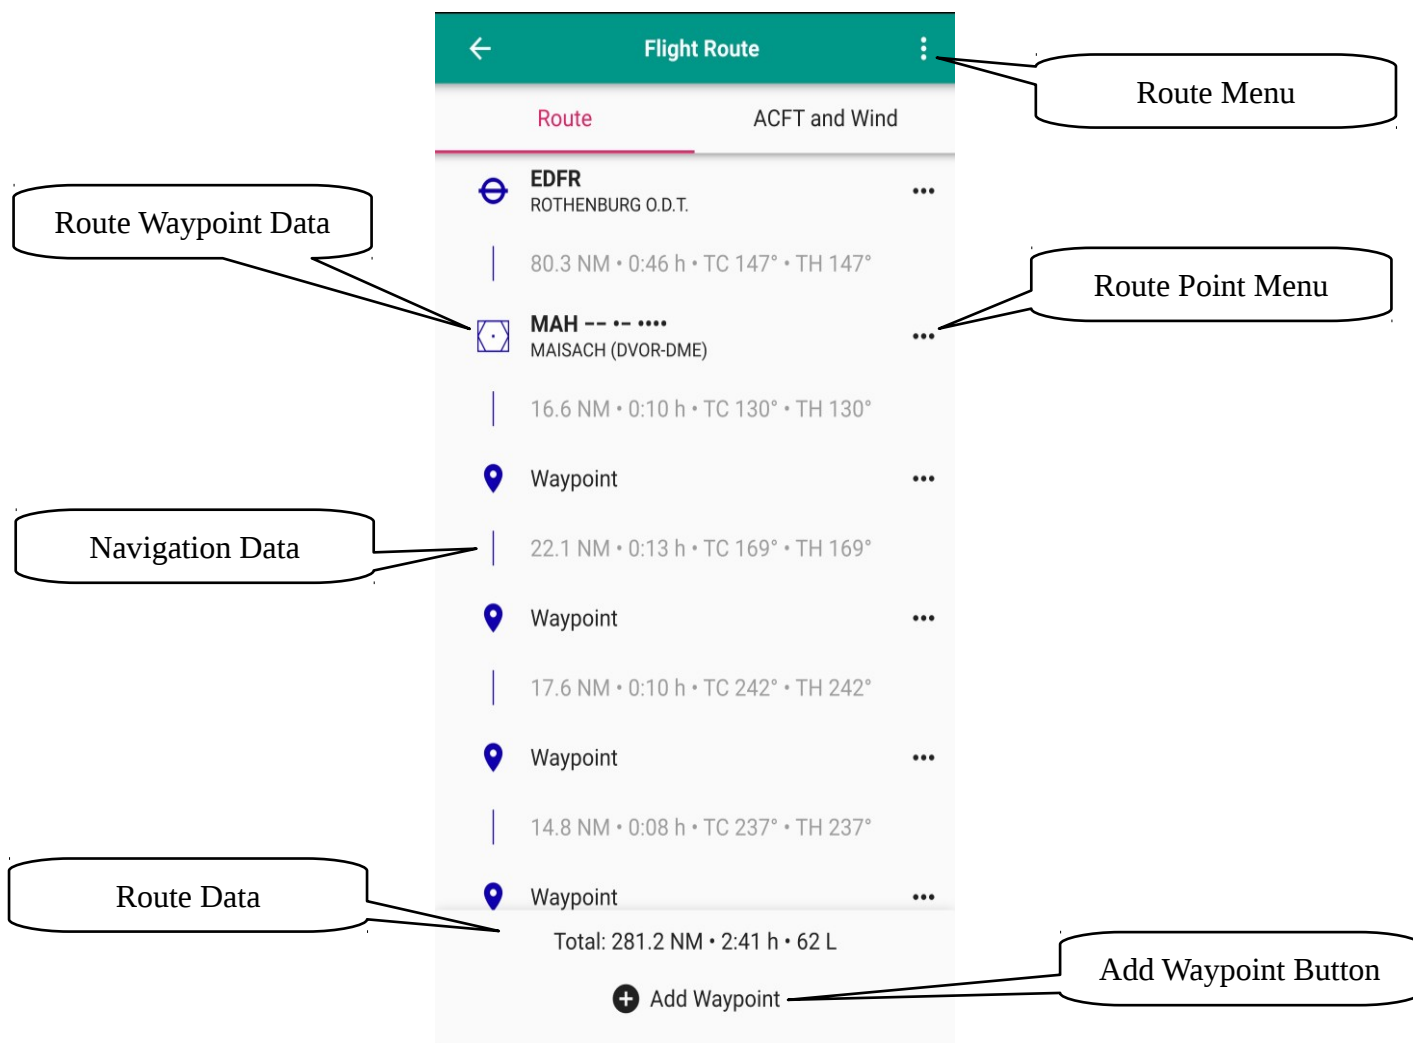 Flight Route
Route Menu
Route
ACFT and Wind
EDFR
ROTHENBURG O.D.T.
Route Waypoint Data
80.3 NM • 0:46 h • TC 147° • TH 147°
Route Point Menu
MAH −− •− ••••
MAISACH (DVOR-DME)
16.6 NM • 0:10 h • TC 130° • TH 130°
Waypoint
Navigation Data
22.1 NM • 0:13 h • TC 169° • TH 169°
Waypoint
17.6 NM • 0:10 h • TC 242° • TH 242°
Waypoint
14.8 NM • 0:08 h • TC 237° • TH 237°
Route Data
Waypoint
Total: 281.2 NM • 2:41 h • 62 L
Add Waypoint Button
Add Waypoint